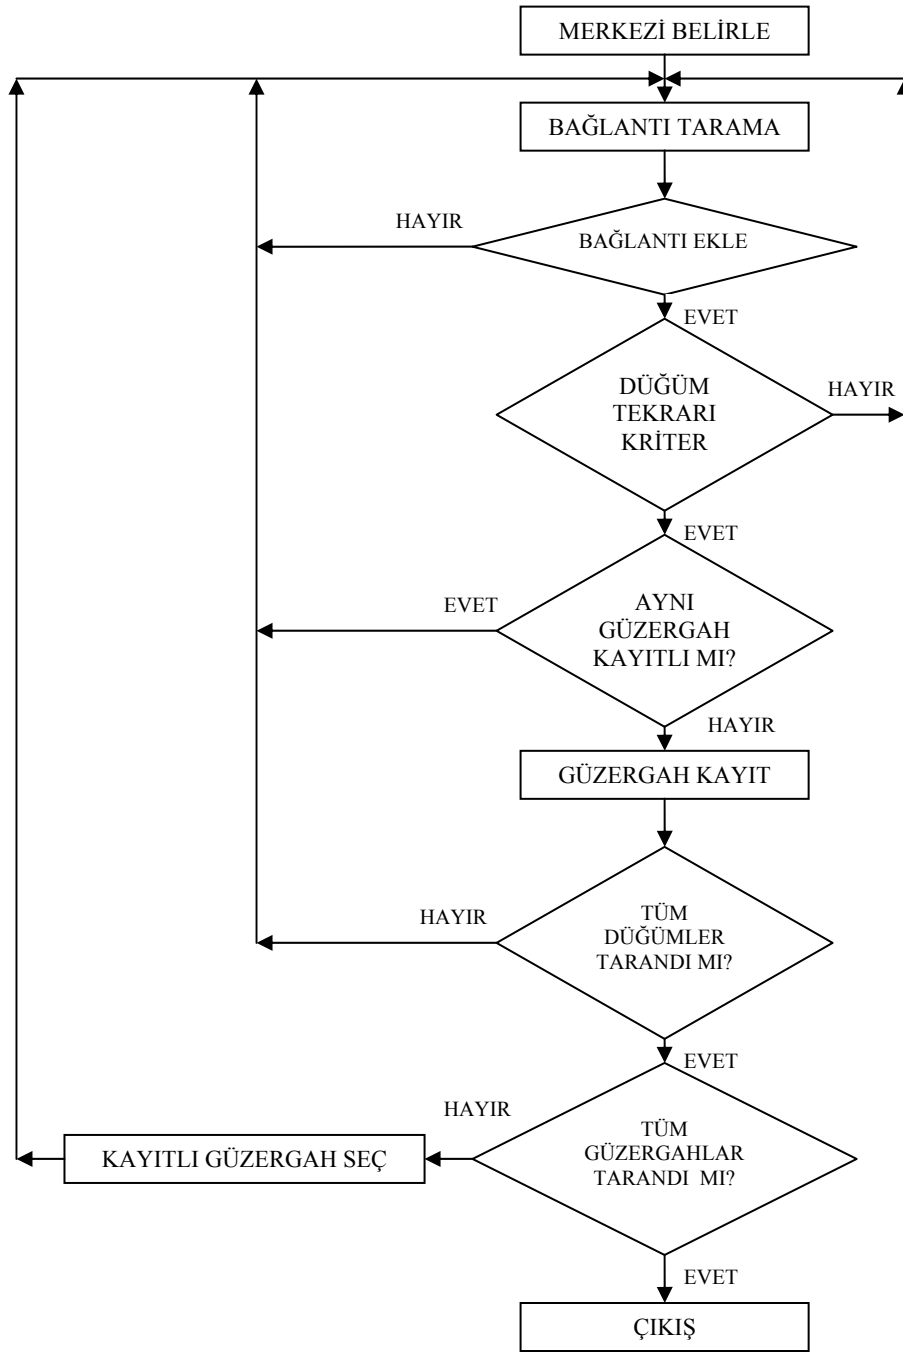 MERKEZİ BELİRLE
BAĞLANTI TARAMA
HAYIR
BAĞLANTI EKLE
EVET
DÜĞÜM
TEKRARI
KRİTER
HAYIR
EVET
EVET
AYNI
GÜZERGAH
KAYITLI MI?
HAYIR
GÜZERGAH KAYIT
HAYIR
TÜM
DÜĞÜMLER
TARANDI MI?
EVET
HAYIR
TÜM
GÜZERGAHLAR
TARANDI MI?
KAYITLI GÜZERGAH SEÇ
EVET
ÇIKIŞ